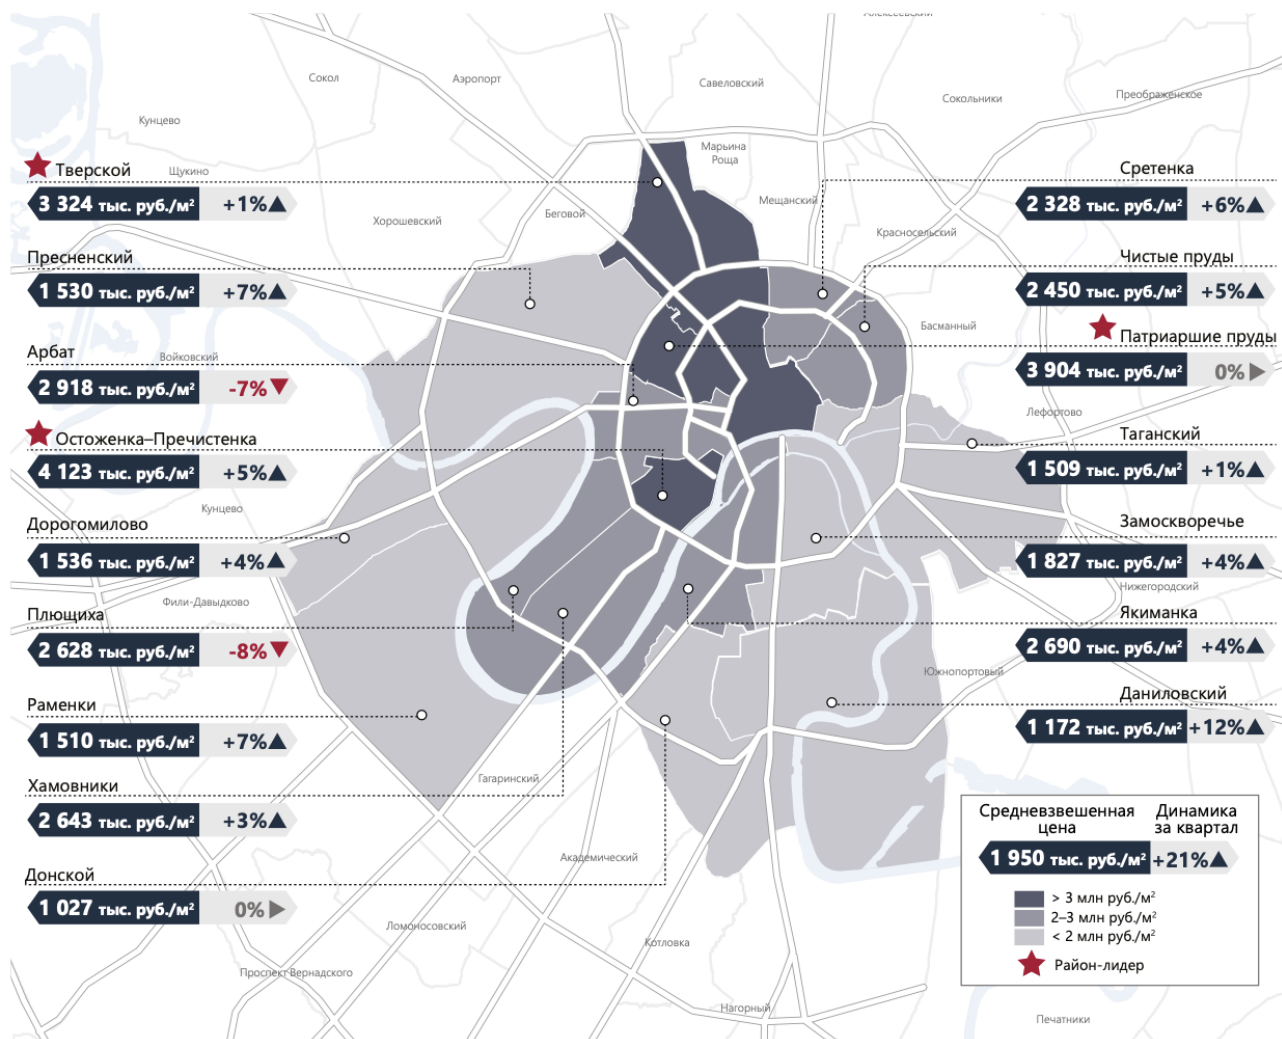 Алексеевский
Сокол
Аэропорт
Савеловский
Сокольники
Преображенское
Кунцево
Марьина
Роща
Тверской
Щукино
3 324 тыс. руб./м²
+1%
Хорошевский
Беговой
Мещанский
Красносельский
Сретенка
2 328 тыс. руб./м²
+6%
Пресненский
1 530 тыс. руб./м²
+7%
Чистые пруды
2 450 тыс. руб./м²
+5%
Басманный
Арбат
Войковский
2 918 тыс. руб./м²
-7%
Патриаршие пруды
3 904 тыс. руб./м²
0%
Лефортово
Остоженка–Пречистенка
4 123 тыс. руб./м²
+5%
Таганский
1 509 тыс. руб./м²
+1%
Кунцево
Дорогомилово
1 536 тыс. руб./м²
+4%
Замоскворечье
1 827 тыс. руб./м²
+4%
Нижегородский
Фили-Давыдково
Плющиха
2 628 тыс. руб./м²
-8%
Якиманка
2 690 тыс. руб./м²
+4%
Южнопортовый
Раменки
1 510 тыс. руб./м²
+7%
Даниловский
1 172 тыс. руб./м²
+12%
Гагаринский
Хамовники
2 643 тыс. руб./м²
+3%
Академический
Донской
1 027 тыс. руб./м²
0%
Ломоносовский
Котловка
Проспект Вернадского
Нагорный
Печатники
Средневзвешенная
цена
Динамика
за квартал
1 950 тыс. руб./м²
+21%
> 3 млн руб./м²
2–3 млн руб./м²
< 2 млн руб./м²
Район-лидер